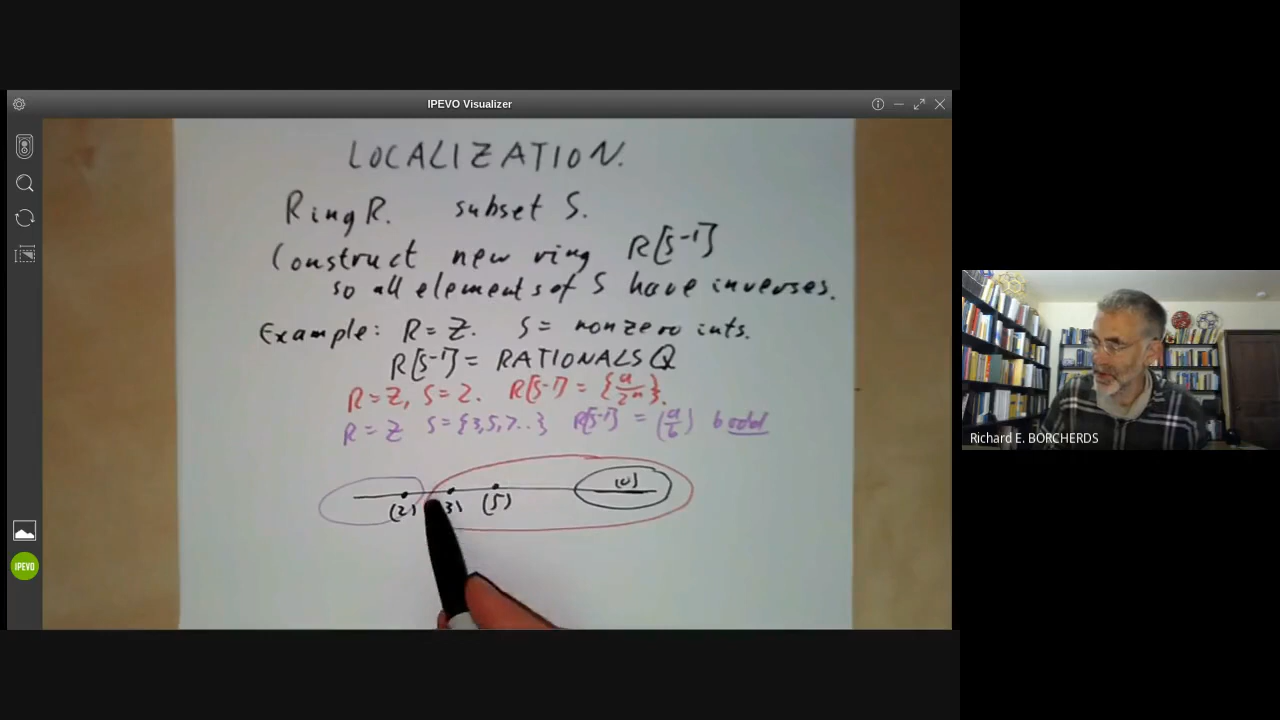 IPEVO Visualizer
LOCALIZATION.
Ring R. subset S.
Construct new ring R[S⁻¹]
so all elements of S have inverses.
Example: R = Z. S = nonzero ints.
R[S⁻¹] = RATIONALS Q
R = Z, S = 2. R[S⁻¹] = {a/2ⁿ}.
R = Z S = {3,5,7..} R[S⁻¹] = (a/b) b odd
(0)
(2) 3) (5)
IPEVO
Richard E. BORCHERDS